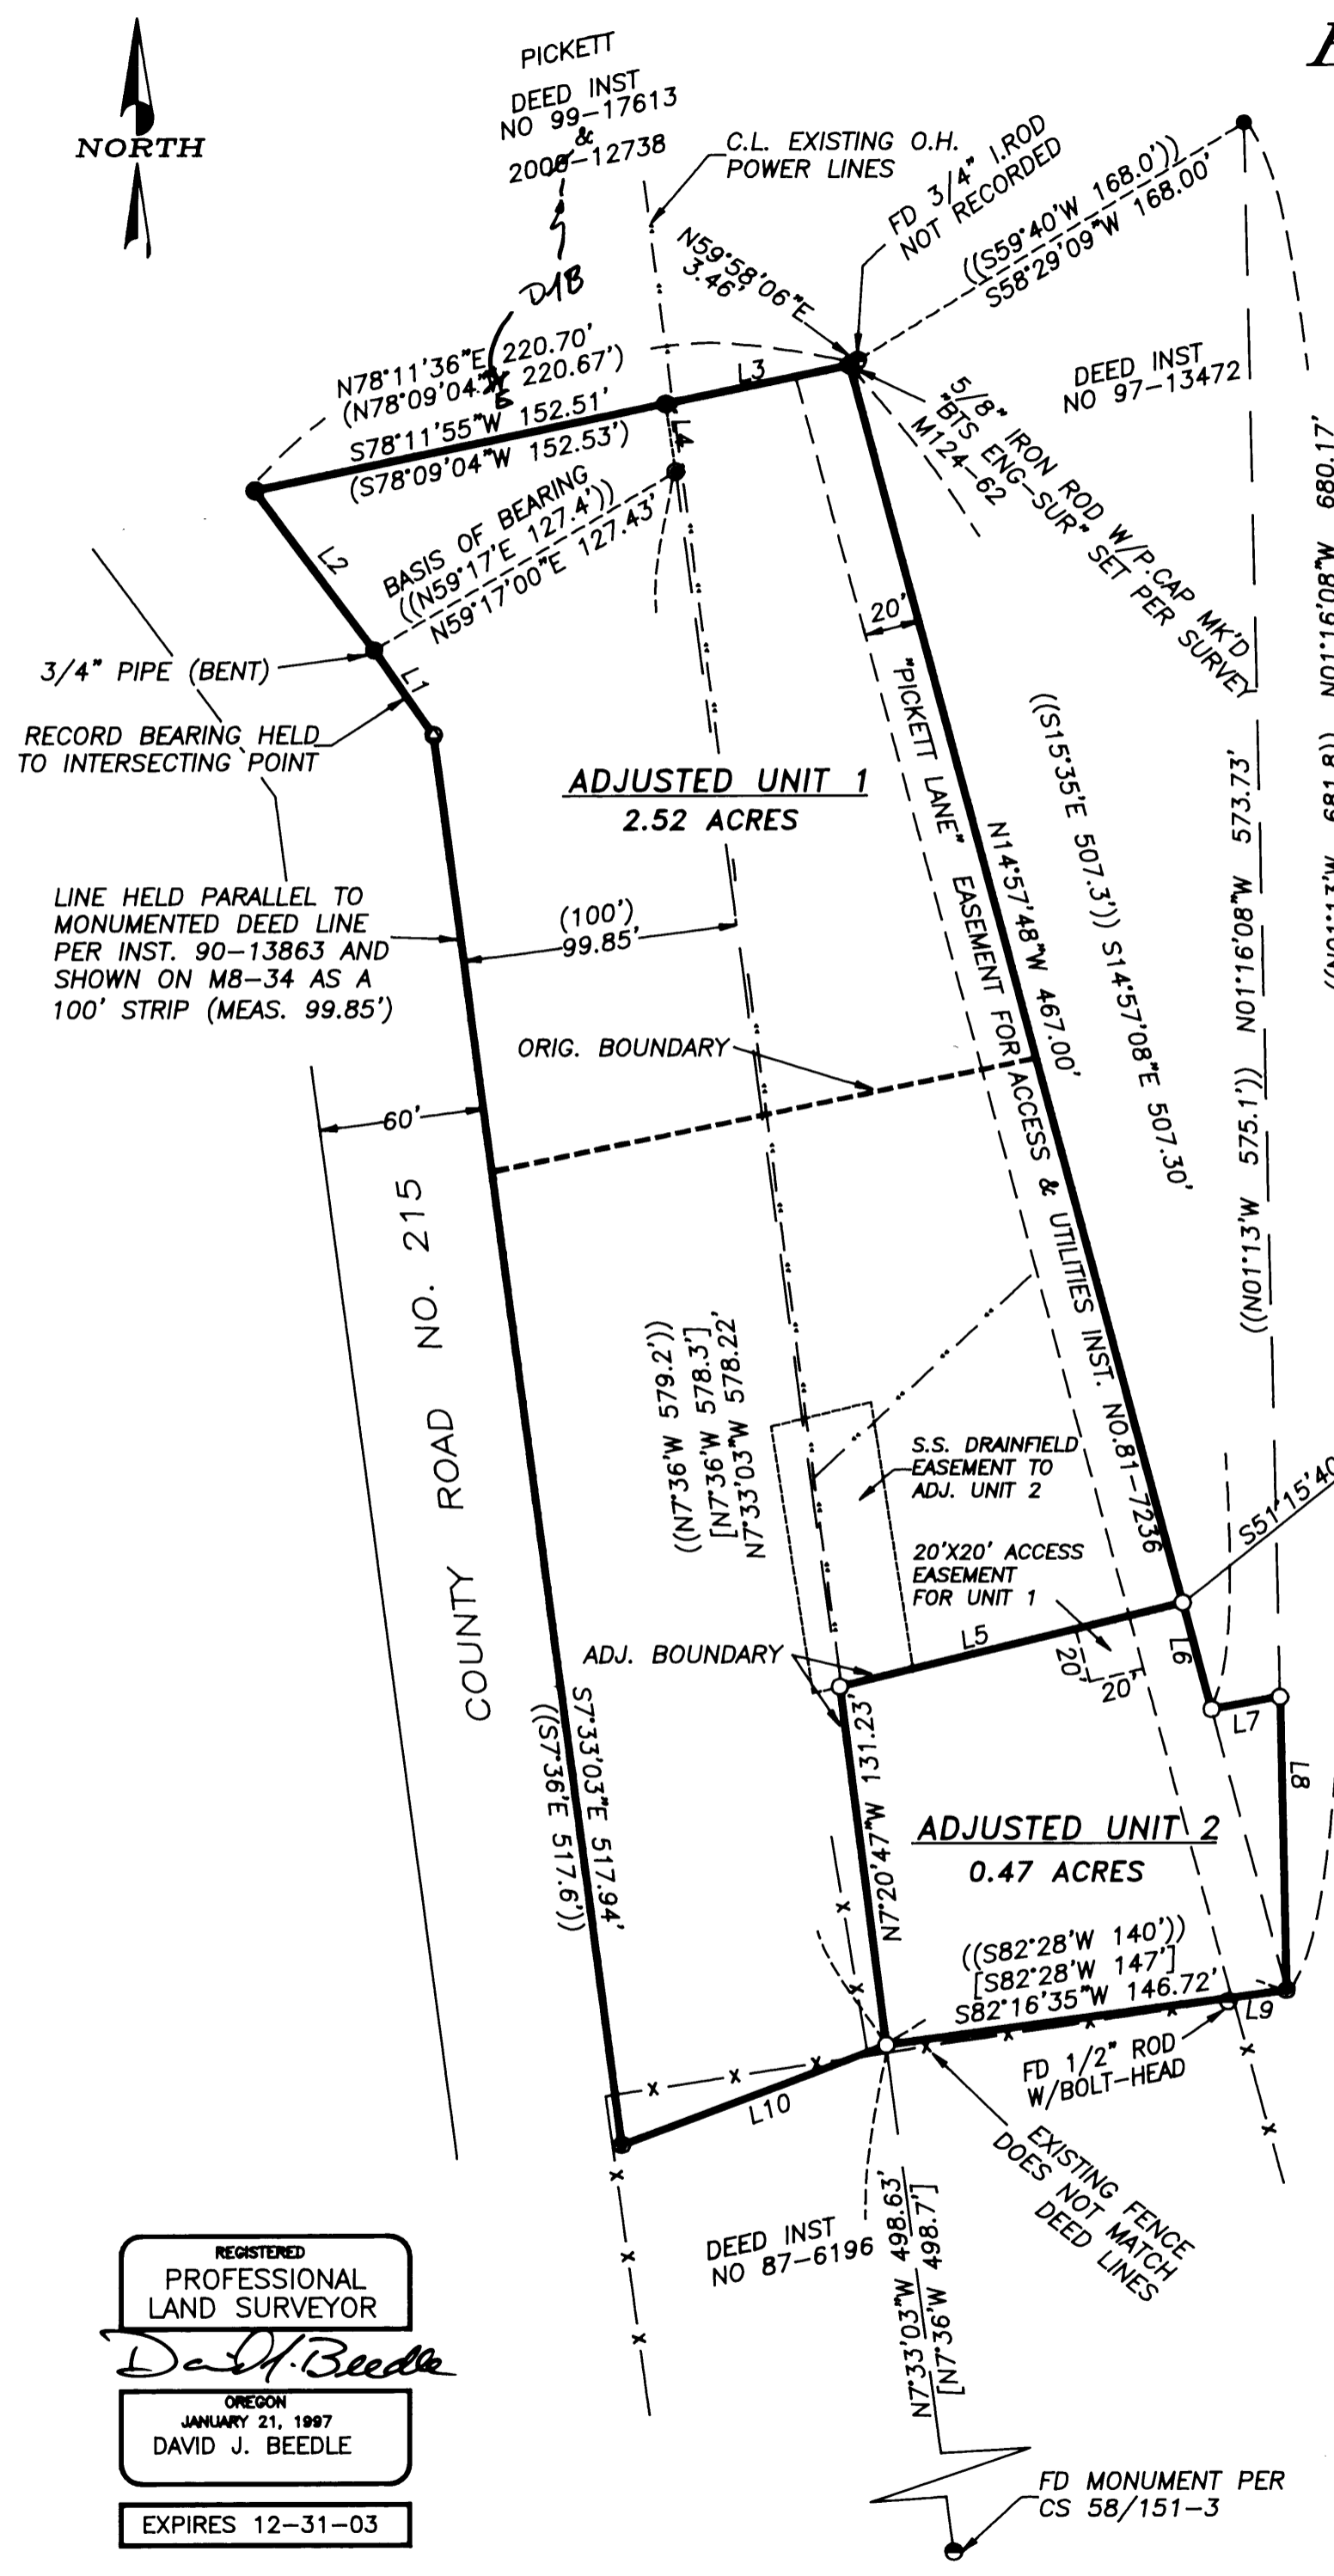 NORTH
PICKETT
DEED INST
NO 99-17613
&
2000-12738
D1B
C.L. EXISTING O.H.
POWER LINES
FD 3/4" I.ROD
NOT RECORDED
((S59°40'W 168.0'))
S58°29'09"W 168.00'
N59°58'06"E
3.46'
DEED INST
NO 97-13472
N78°11'36"E 220.70'
(N78°09'04" E 220.67')
S78°11'55"W 152.51'
(S78°09'04"W 152.53')
L3
L4
5/8" IRON ROD W/P.CAP MK'D
"BTS ENG-SUR" SET PER SURVEY
M124-62
BASIS OF BEARING
((N59°17'E 127.4'))
N59°17'00"E 127.43'
L2
L1
3/4" PIPE (BENT)
RECORD BEARING HELD
TO INTERSECTING POINT
20'
"PICKETT LANE" EASEMENT FOR ACCESS & UTILITIES INST. NO.81-7236
N14°57'48"W 467.00'
((S15°35'E 507.3')) S14°57'08"E 507.30'
((N01°13'W 575.1')) N01°16'08"W 573.73'
((N01°13'W 681.8)) N01°16'08"W 680.17'
ADJUSTED UNIT 1
2.52 ACRES
LINE HELD PARALLEL TO
MONUMENTED DEED LINE
PER INST. 90-13863 AND
SHOWN ON M8-34 AS A
100' STRIP (MEAS. 99.85')
(100')
99.85'
ORIG. BOUNDARY
60'
COUNTY ROAD NO. 215
((N7°36'W 579.2'))
[N7°36'W 578.3']
N7°33'03"W 578.22'
S.S. DRAINFIELD
EASEMENT TO
ADJ. UNIT 2
20'X20' ACCESS
EASEMENT
FOR UNIT 1
S51°15'40
L5
L6
20'
20'
L7
L8
ADJ. BOUNDARY
S7°33'03"E 517.94'
((S7°36'E 517.6'))
N7°20'47"W 131.23'
ADJUSTED UNIT 2
0.47 ACRES
((S82°28'W 140'))
[S82°28'W 147']
S82°16'35"W 146.72'
L9
FD 1/2" ROD
W/BOLT-HEAD
L10
EXISTING FENCE
DOES NOT MATCH
DEED LINES
DEED INST
NO 87-6196
N7°33'03"W 498.63'
[N7°36'W 498.7']
REGISTERED
PROFESSIONAL
LAND SURVEYOR
David J. Beedle
OREGON
JANUARY 21, 1997
DAVID J. BEEDLE
EXPIRES 12-31-03
FD MONUMENT PER
CS 58/151-3